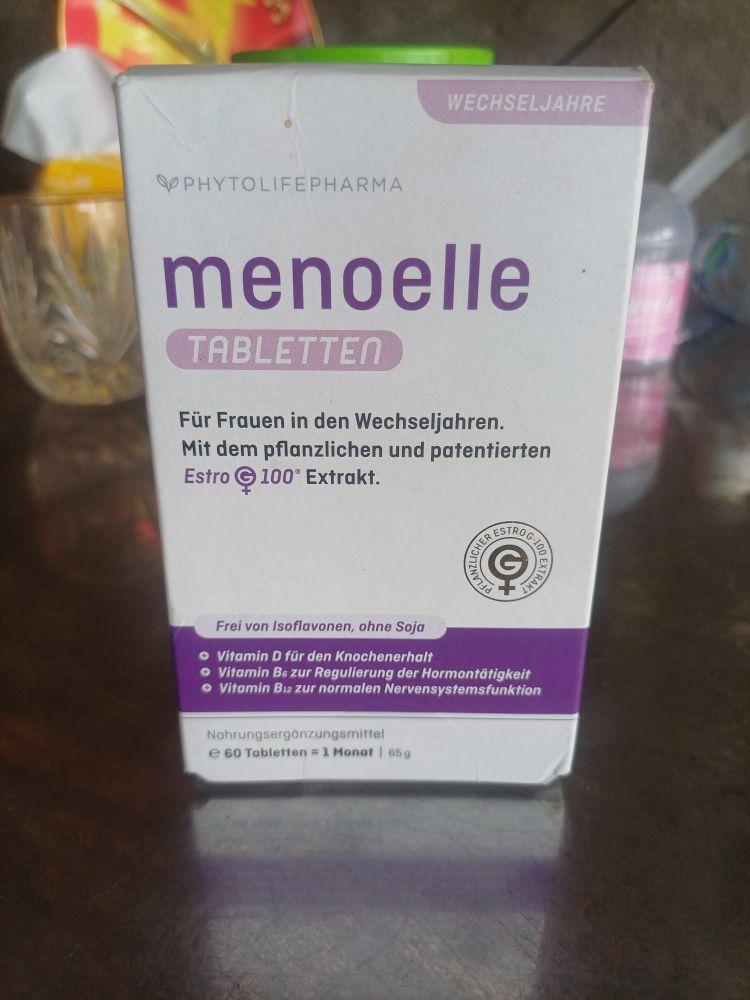 WECHSELJAHRE
PHYTOLIFEPHARMA
menoelle
TABLETTEN
Für Frauen in den Wechseljahren.
Mit dem pflanzlichen und patentierten
Estro G 100® Extrakt.
PFLANZLICHER ESTROG-100 EXTRAKT
G
Frei von Isoflavonen, ohne Soja
Vitamin D für den Knochenerhalt
Vitamin B₆ zur Regulierung der Hormontätigkeit
Vitamin B₁₂ zur normalen Nervensystemsfunktion
Nahrungsergänzungsmittel
℮ 60 Tabletten = 1 Monat | 65 g